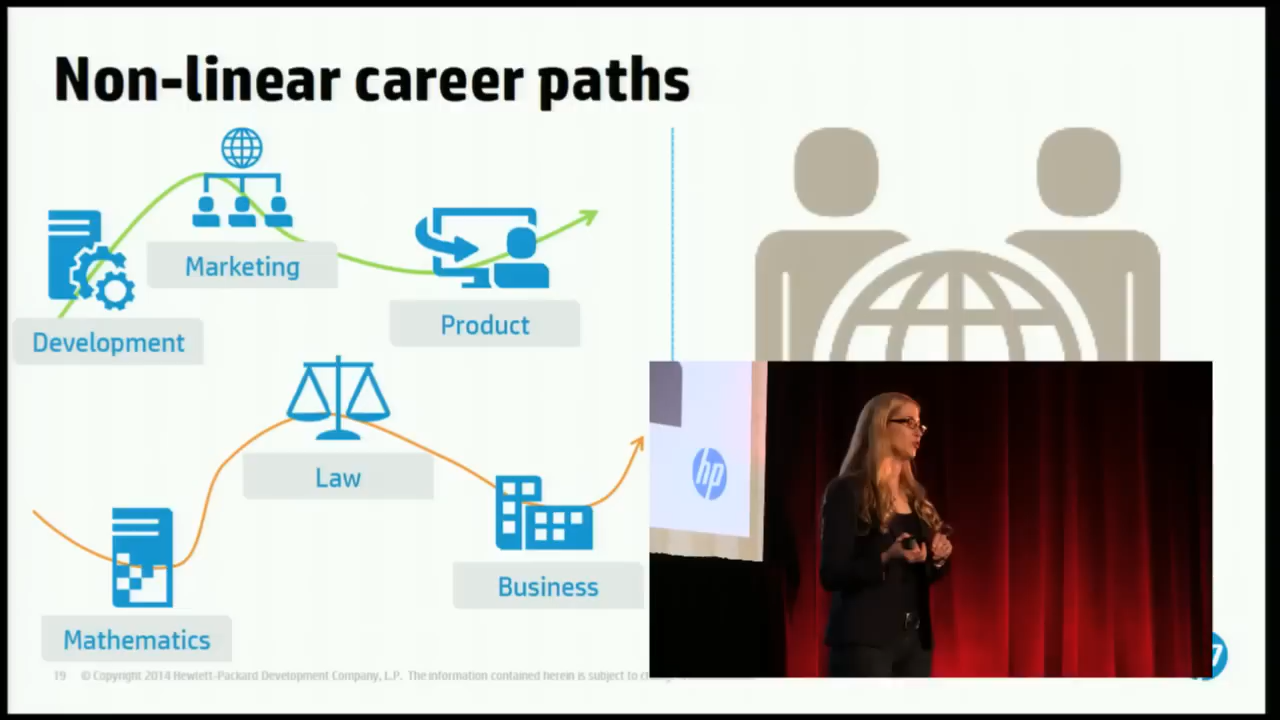 Non-linear career paths
Marketing
Development
Product
Law
Business
Mathematics
hp
19 © Copyright 2014 Hewlett-Packard Development Company, L.P. The information contained herein is subject to